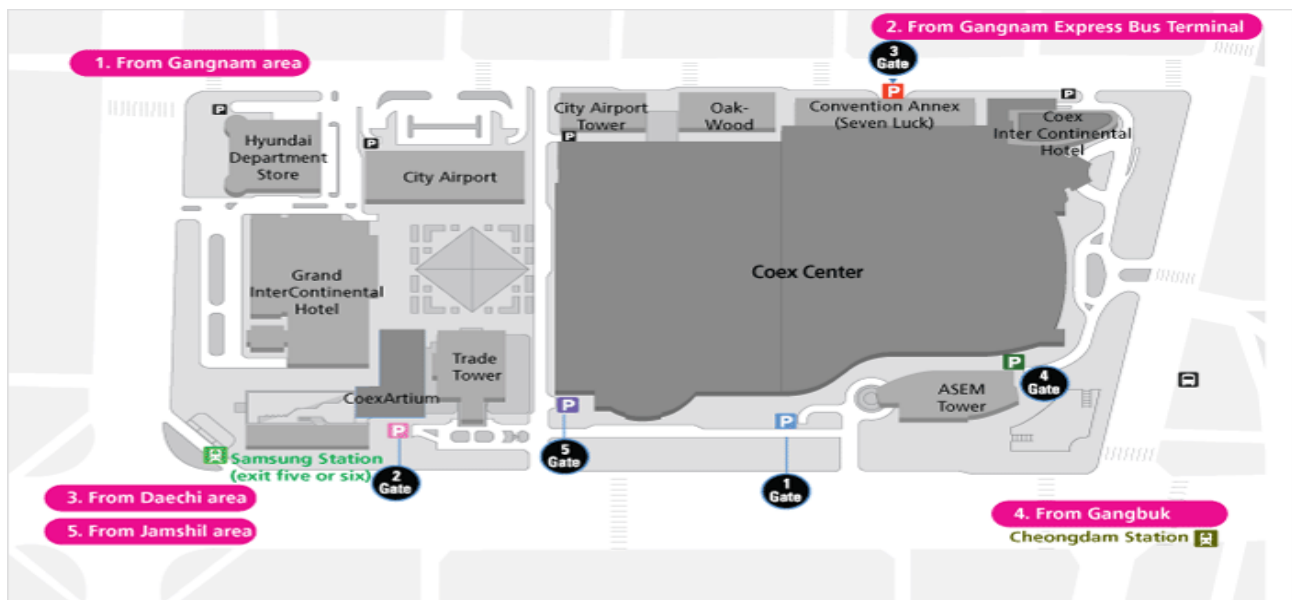 2. From Gangnam Express Bus Terminal
1. From Gangnam area
3
Gate
P
P
P
City Airport
Tower
Oak-
Wood
Convention Annex
(Seven Luck)
Coex
Inter Continental
Hotel
Hyundai
Department
Store
P
P
City Airport
Grand
InterContinental
Hotel
Coex Center
Trade
Tower
CoexArtium
P
4
Gate
ASEM
Tower
P
P
P
Samsung Station
(exit five or six)
2
Gate
5
Gate
1
Gate
3. From Daechi area
5. From Jamshil area
4. From Gangbuk
Cheongdam Station